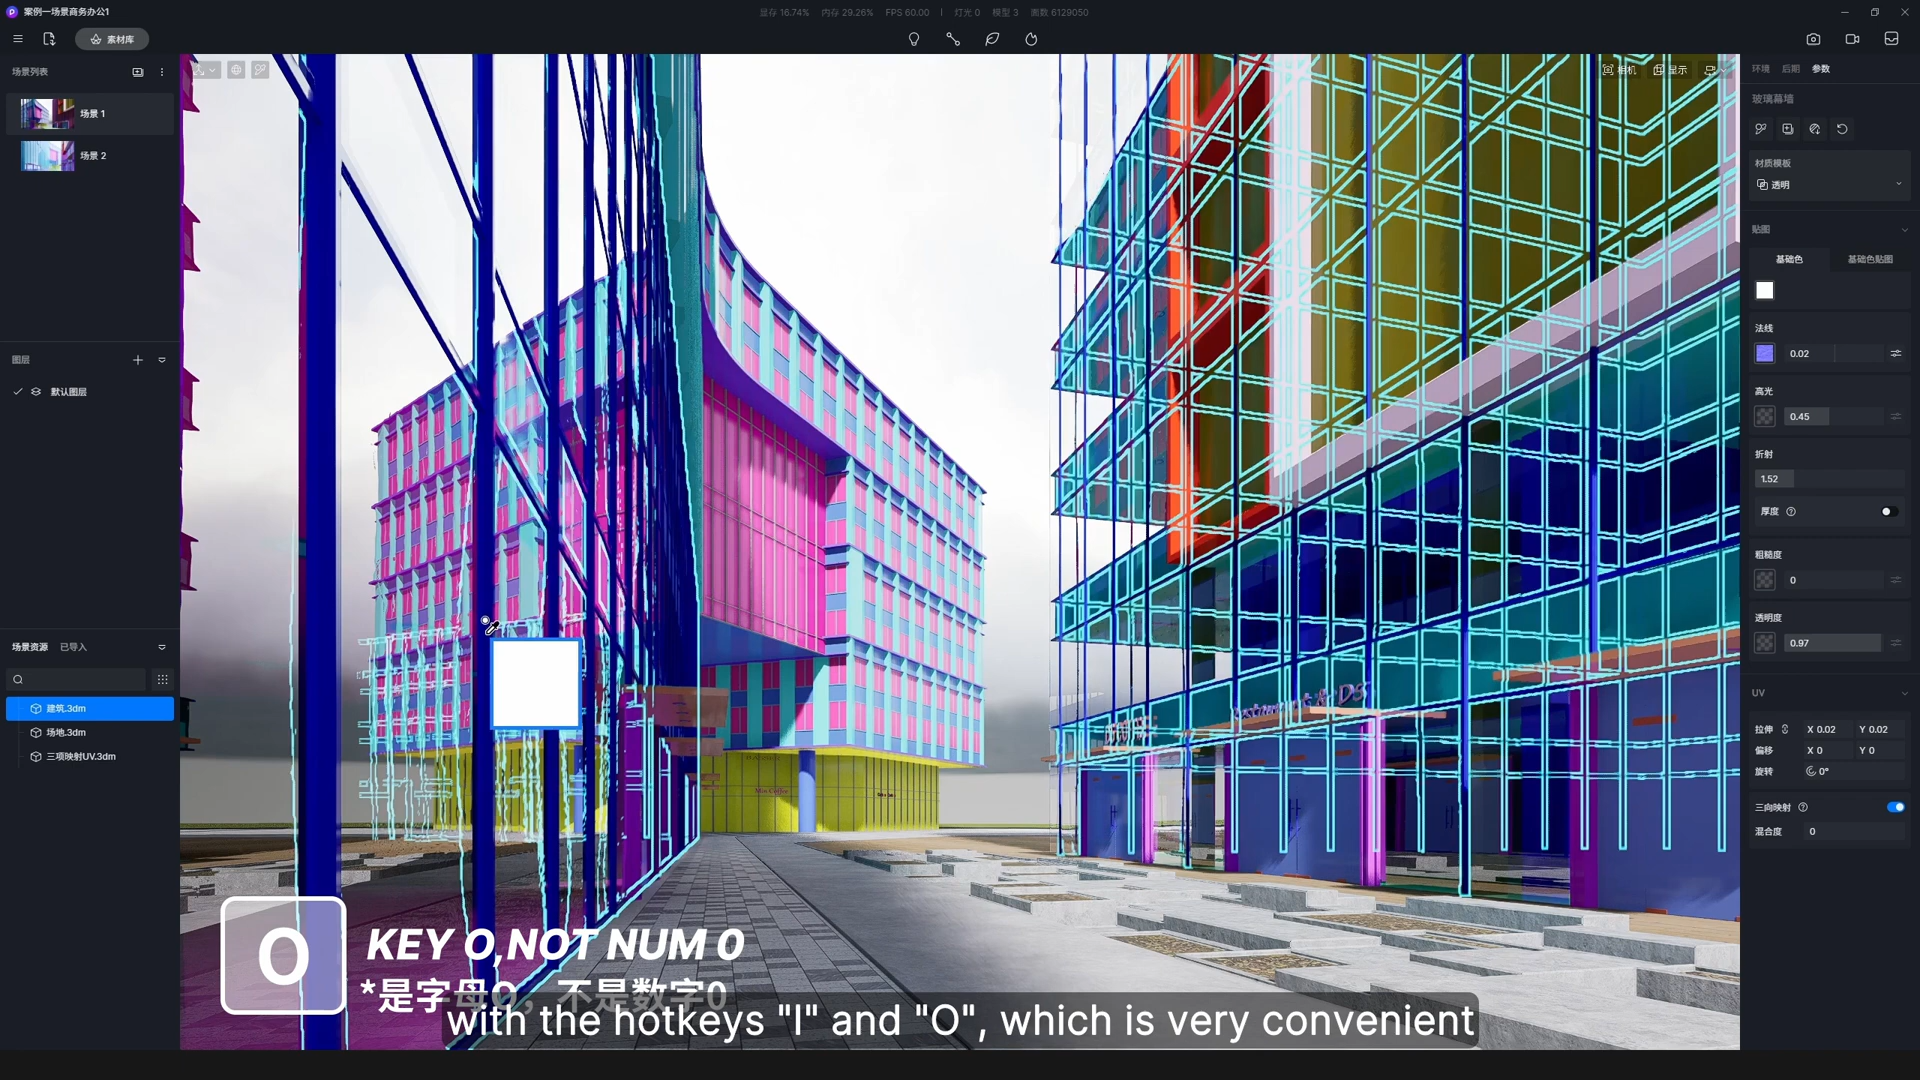 案例一场景商务办公1
显存 16.74% 内存 29.26% FPS 60.00 | 灯光 0 模型 3 面数 6129050
素材库
场景列表
相机 显示
环境 后期 参数
玻璃幕墙
场景 1
场景 2
材质模板
透明
贴图
基础色 基础色贴图
法线
0.02
图层
默认图层
高光
0.45
折射
1.52
厚度
粗糙度
0
透明度
0.97
场景资源 已导入
建筑.3dm
场地.3dm
三项映射UV.3dm
UV
拉伸 X 0.02 Y 0.02
偏移 X 0 Y 0
旋转 0°
三向映射
混合度 0
O
KEY O,NOT NUM 0
*是字母O，不是数字0
with the hotkeys "I" and "O", which is very convenient